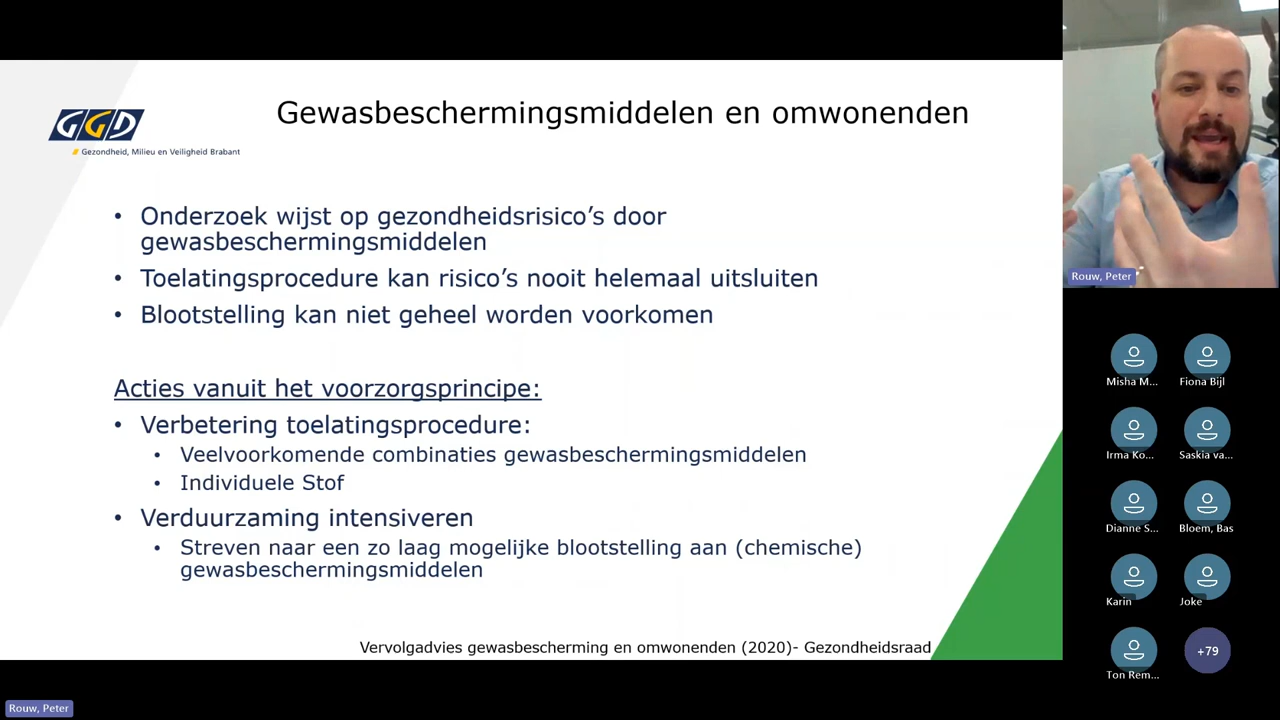 GGD
Gezondheid, Milieu en Veiligheid Brabant
Gewasbeschermingsmiddelen en omwonenden
• Onderzoek wijst op gezondheidsrisico’s door
gewasbeschermingsmiddelen
• Toelatingsprocedure kan risico’s nooit helemaal uitsluiten
• Blootstelling kan niet geheel worden voorkomen
Acties vanuit het voorzorgsprincipe:
• Verbetering toelatingsprocedure:
• Veelvoorkomende combinaties gewasbeschermingsmiddelen
• Individuele Stof
• Verduurzaming intensiveren
• Streven naar een zo laag mogelijke blootstelling aan (chemische)
gewasbeschermingsmiddelen
Vervolgadvies gewasbescherming en omwonenden (2020)- Gezondheidsraad
Rouw, Peter
Misha M...
Fiona Bijl
Irma Ko...
Saskia va...
Dianne S...
Bloem, Bas
Karin
Joke
Ton Rem...
+79
Rouw, Peter